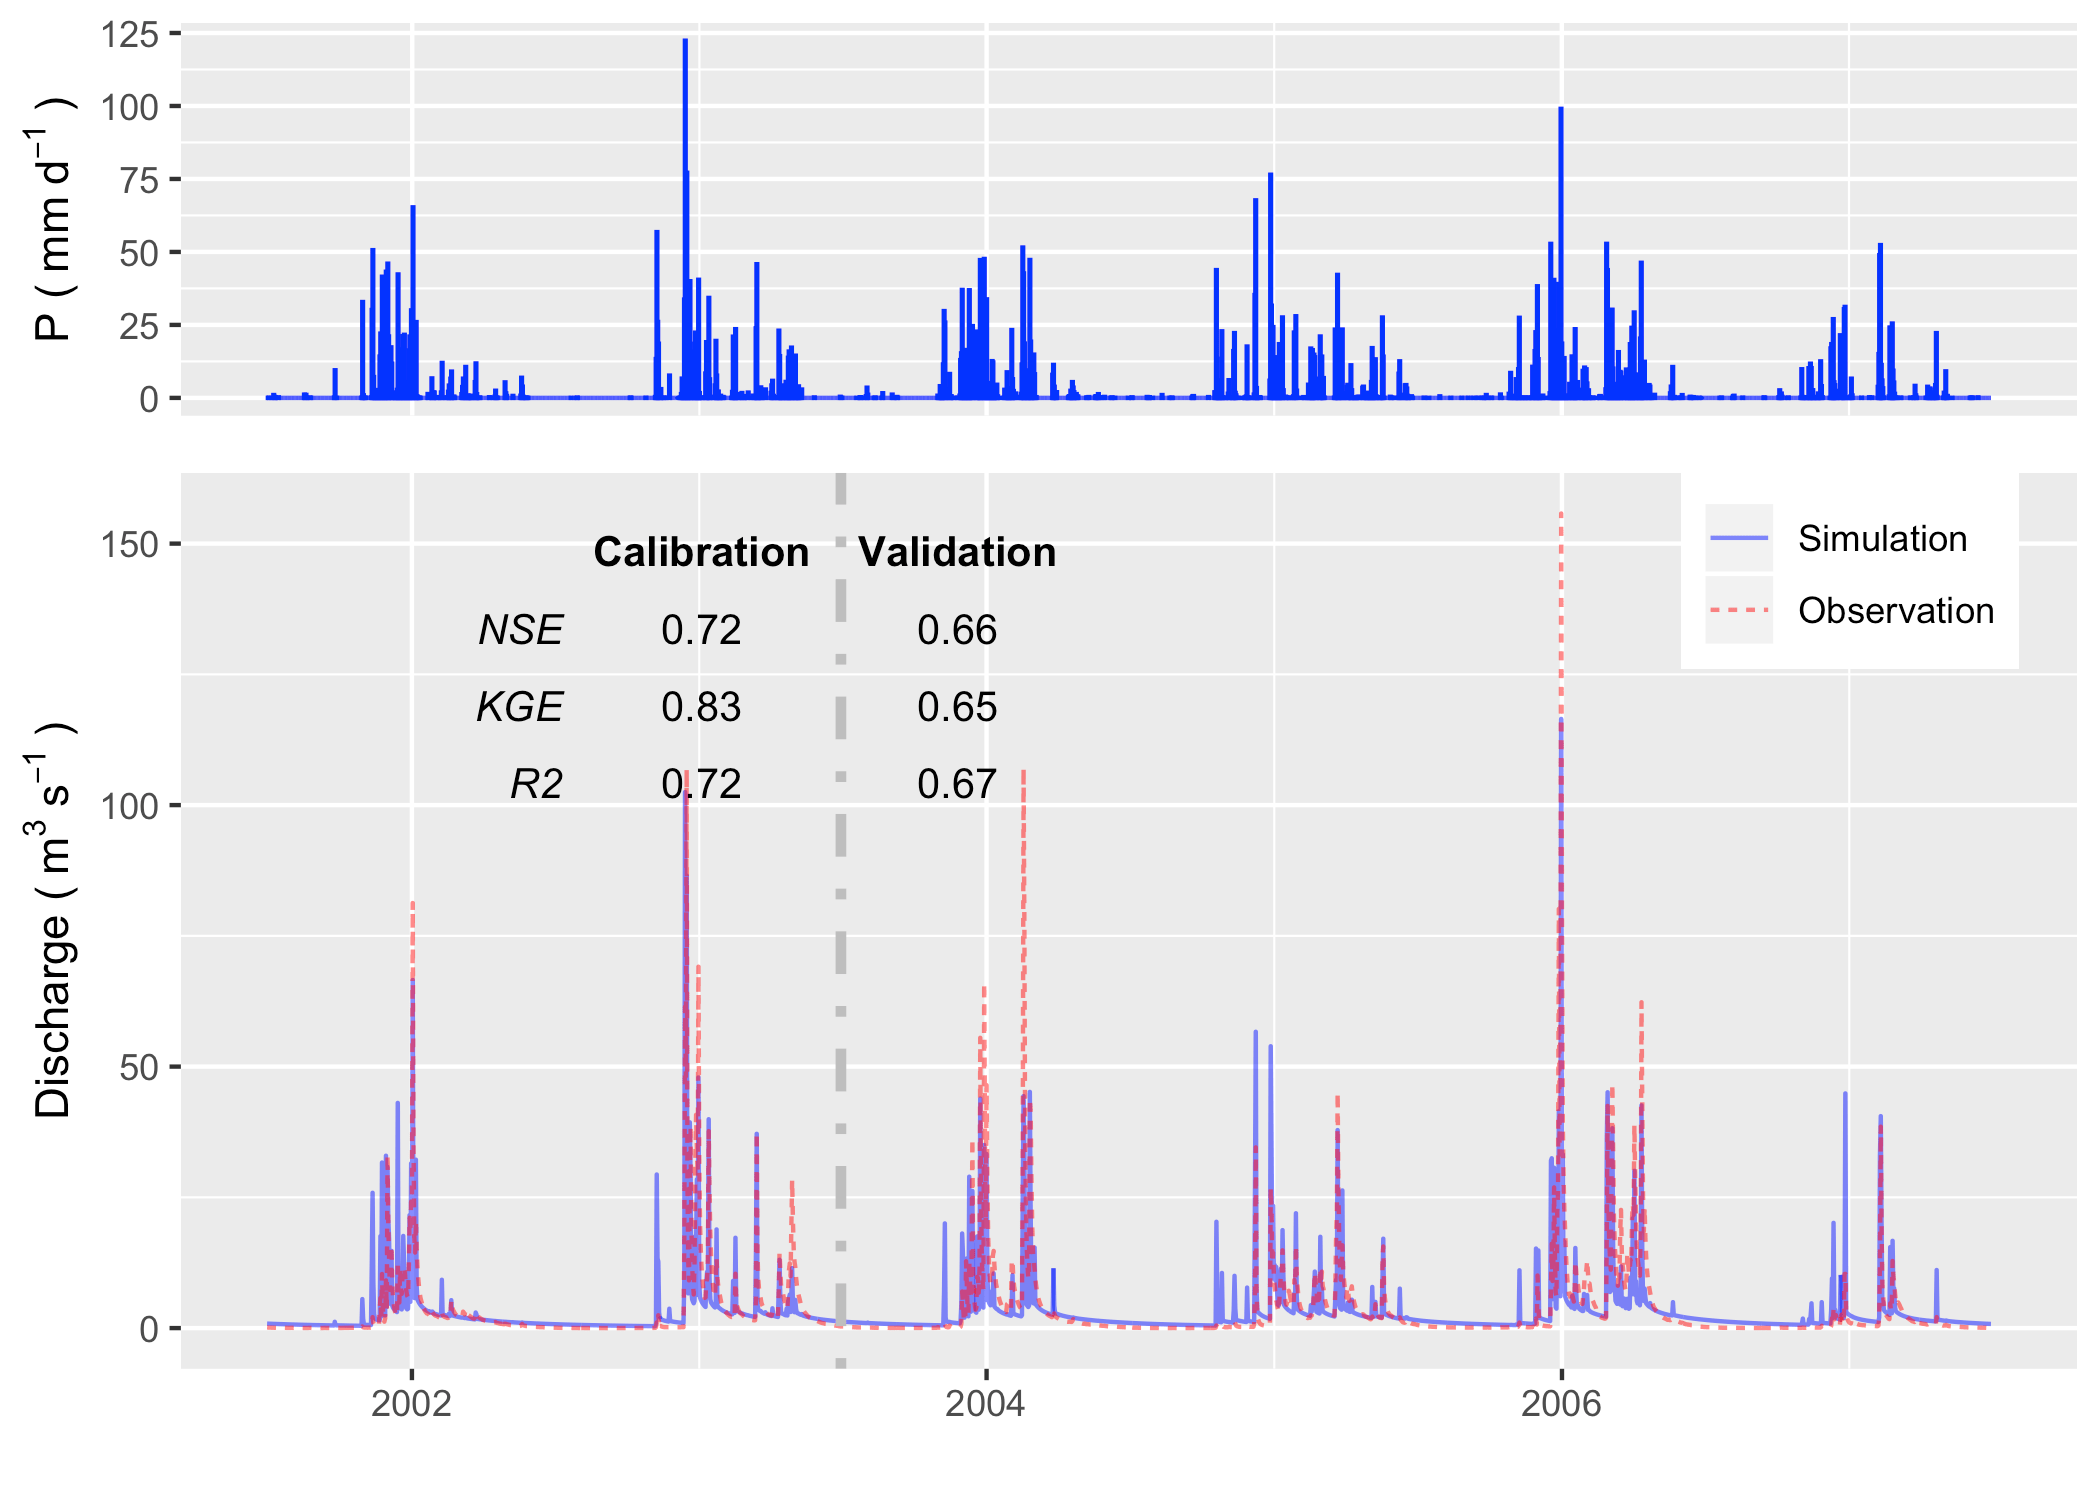 125
100
75
50
25
0
P ( mm d⁻¹ )
150
100
50
0
Discharge ( m³ s⁻¹ )
Calibration Validation
NSE 0.72 0.66
KGE 0.83 0.65
R2 0.72 0.67
Simulation
Observation
2002 2004 2006